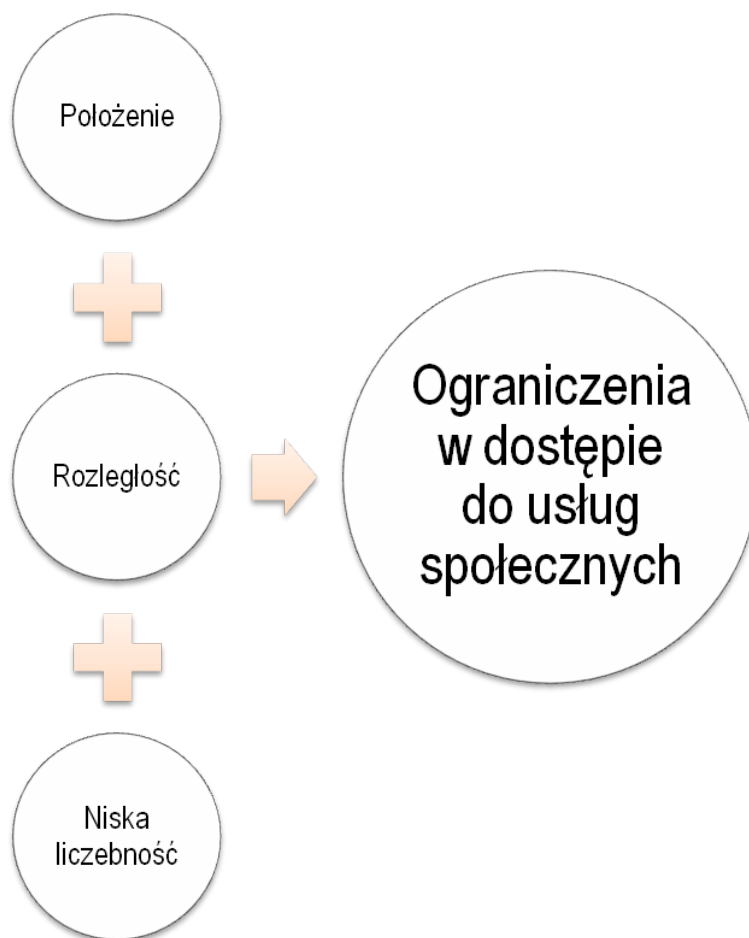 Położenie
Rozległość
Niska
liczebność
Ograniczenia
w dostępie
do usług
społecznych